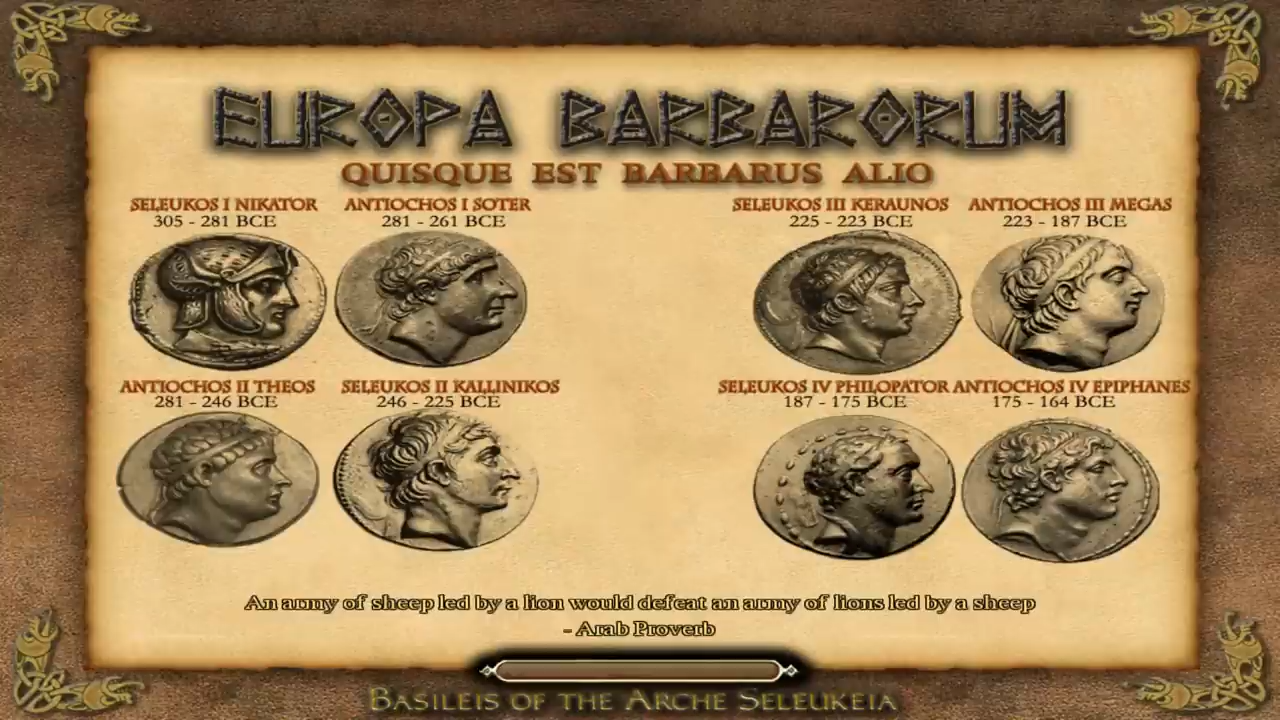 EUROPA BARBARORUM
QUISQUE EST BARBARUS ALIO
SELEUKOS I NIKATOR
305 - 281 BCE
ANTIOCHOS I SOTER
281 - 261 BCE
SELEUKOS III KERAUNOS
225 - 223 BCE
ANTIOCHOS III MEGAS
223 - 187 BCE
ANTIOCHOS II THEOS
281 - 246 BCE
SELEUKOS II KALLINIKOS
246 - 225 BCE
SELEUKOS IV PHILOPATOR
187 - 175 BCE
ANTIOCHOS IV EPIPHANES
175 - 164 BCE
An army of sheep led by a lion would defeat an army of lions led by a sheep
- Arab Proverb
BASILEIS OF THE ARCHE SELEUKEIA